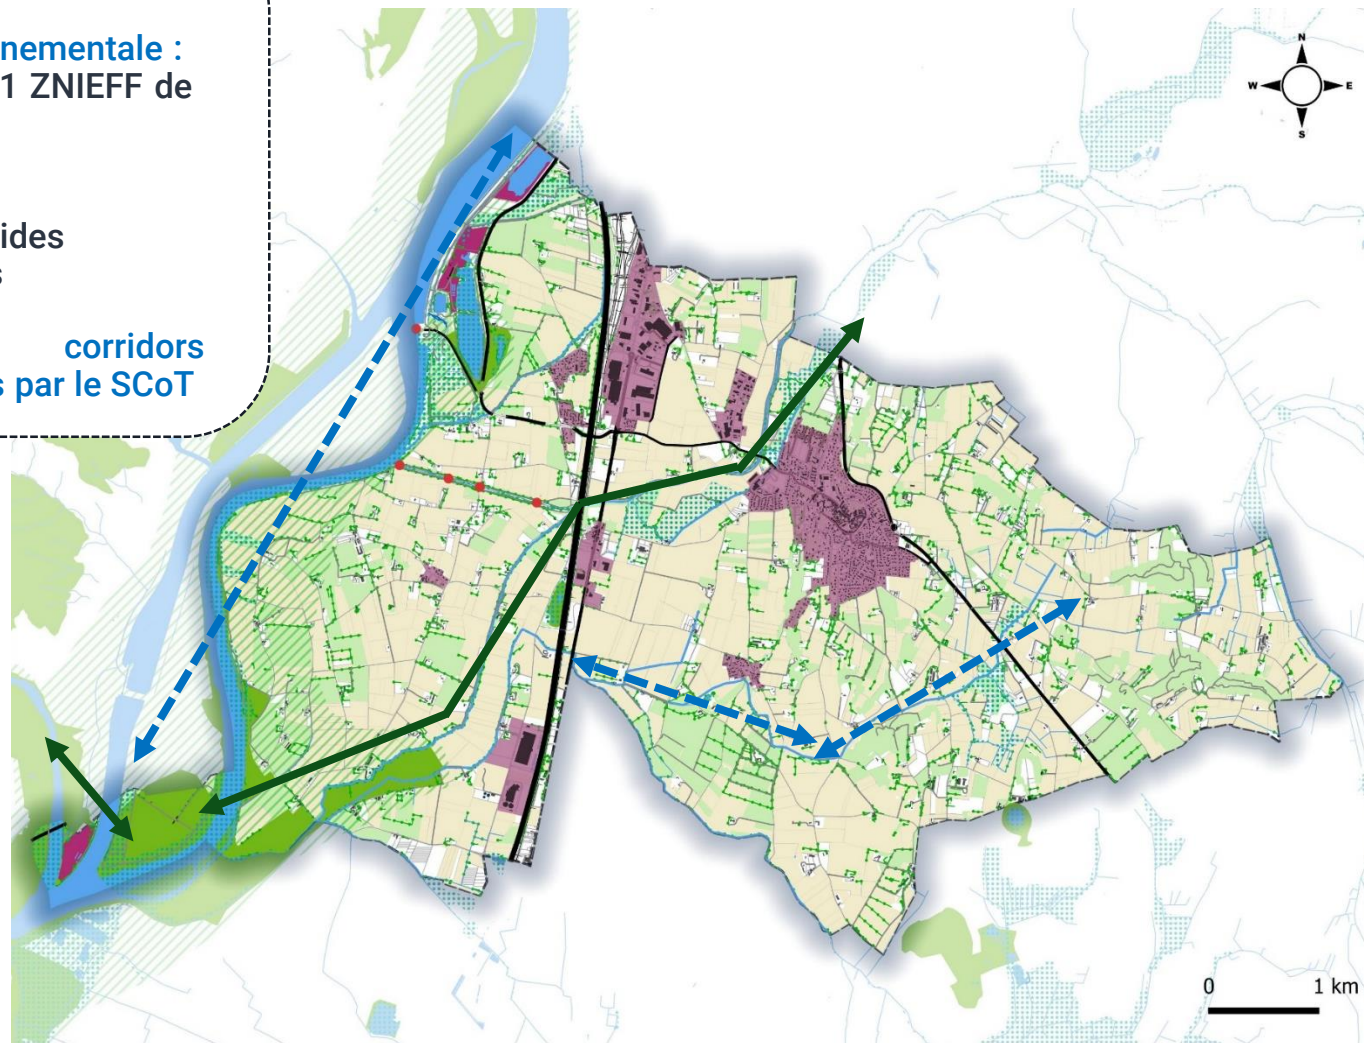 nementale :
1 ZNIEFF de
ides
s
corridors
s par le SCoT
N
W E
S
0 1 km